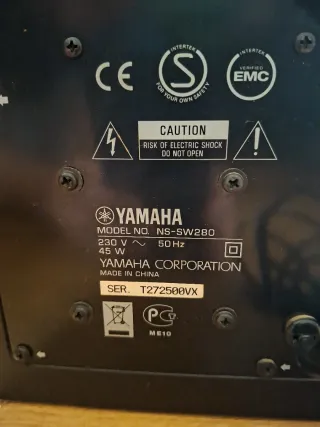 INTERTEK
S
FOR YOUR OWN SAFETY
INTERTEK
VERIFIED
EMC
CE
CAUTION
RISK OF ELECTRIC SHOCK
DO NOT OPEN
YAMAHA
MODEL NO. NS-SW280
230 V ~ 50 Hz
45 W
YAMAHA CORPORATION
MADE IN CHINA
SER. T272500VX
ME10